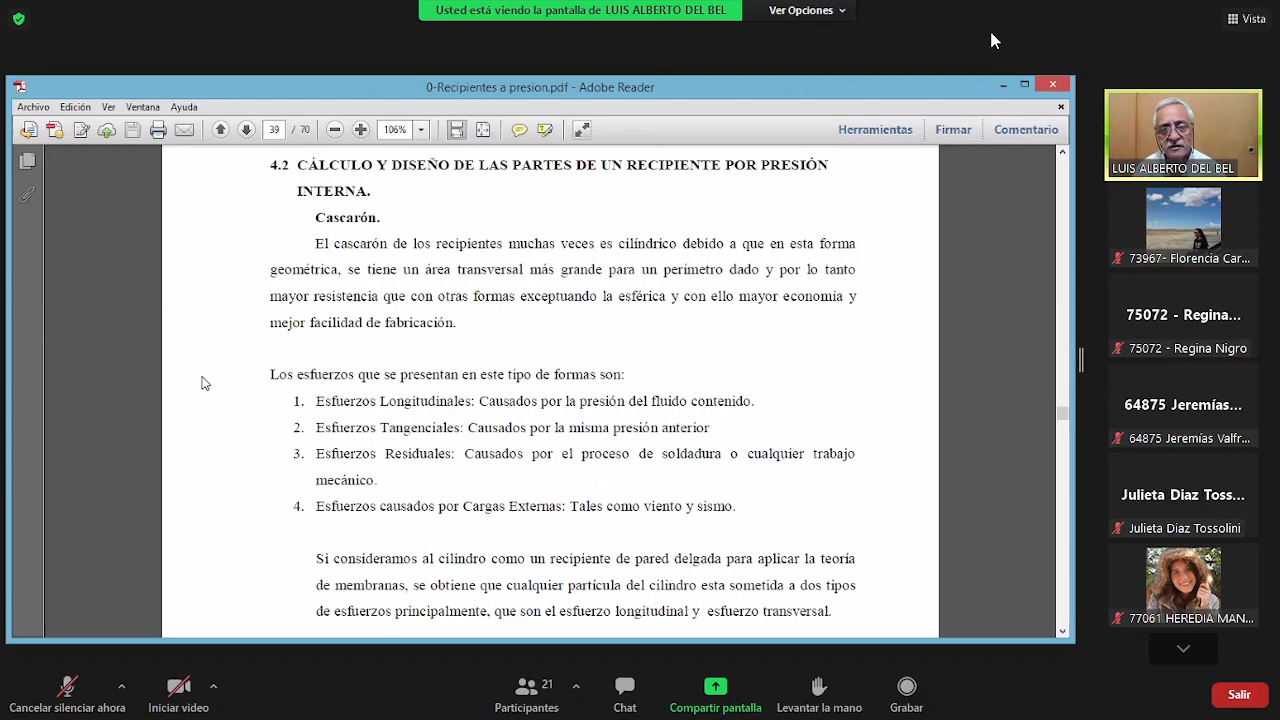 Usted está viendo la pantalla de LUIS ALBERTO DEL BEL
Ver Opciones
Vista
0-Recipientes a presion.pdf - Adobe Reader
Archivo Edición Ver Ventana Ayuda
39 / 70
106%
Herramientas Firmar Comentario
4.2 CÁLCULO Y DISEÑO DE LAS PARTES DE UN RECIPIENTE POR PRESIÓN
INTERNA.
Cascarón.
El cascarón de los recipientes muchas veces es cilíndrico debido a que en esta forma
geométrica, se tiene un área transversal más grande para un perímetro dado y por lo tanto
mayor resistencia que con otras formas exceptuando la esférica y con ello mayor economía y
mejor facilidad de fabricación.
Los esfuerzos que se presentan en este tipo de formas son:
1. Esfuerzos Longitudinales: Causados por la presión del fluido contenido.
2. Esfuerzos Tangenciales: Causados por la misma presión anterior
3. Esfuerzos Residuales: Causados por el proceso de soldadura o cualquier trabajo
mecánico.
4. Esfuerzos causados por Cargas Externas: Tales como viento y sismo.
Si consideramos al cilindro como un recipiente de pared delgada para aplicar la teoría
de membranas, se obtiene que cualquier partícula del cilindro esta sometida a dos tipos
de esfuerzos principalmente, que son el esfuerzo longitudinal y esfuerzo transversal.
LUIS ALBERTO DEL BEL
73967- Florencia Car...
75072 - Regina...
75072 - Regina Nigro
64875 Jeremías...
64875 Jeremías Valfr...
Julieta Diaz Toss...
Julieta Diaz Tossolini
77061 HEREDIA MAN...
Cancelar silenciar ahora
Iniciar video
21
Participantes
Chat
Compartir pantalla
Levantar la mano
Grabar
Salir